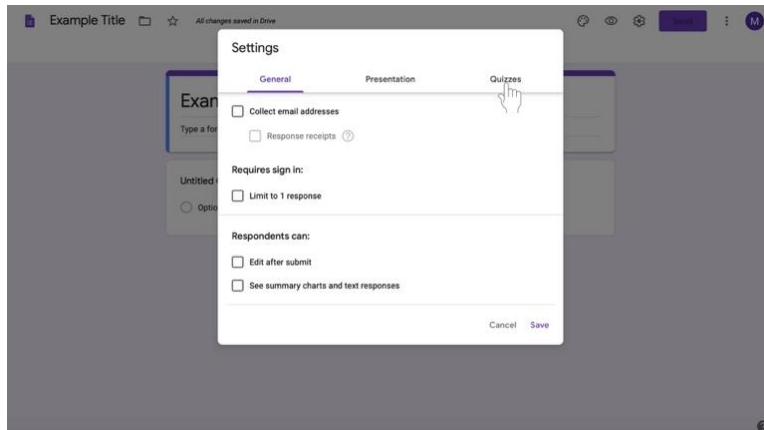 Example Title
All changes saved in Drive
M
Settings
General Presentation Quizzes
Exam
Type a for
Collect email addresses
Response receipts ?
Requires sign in:
Untitled
Limit to 1 response
Optio
Respondents can:
Edit after submit
See summary charts and text responses
Cancel Save